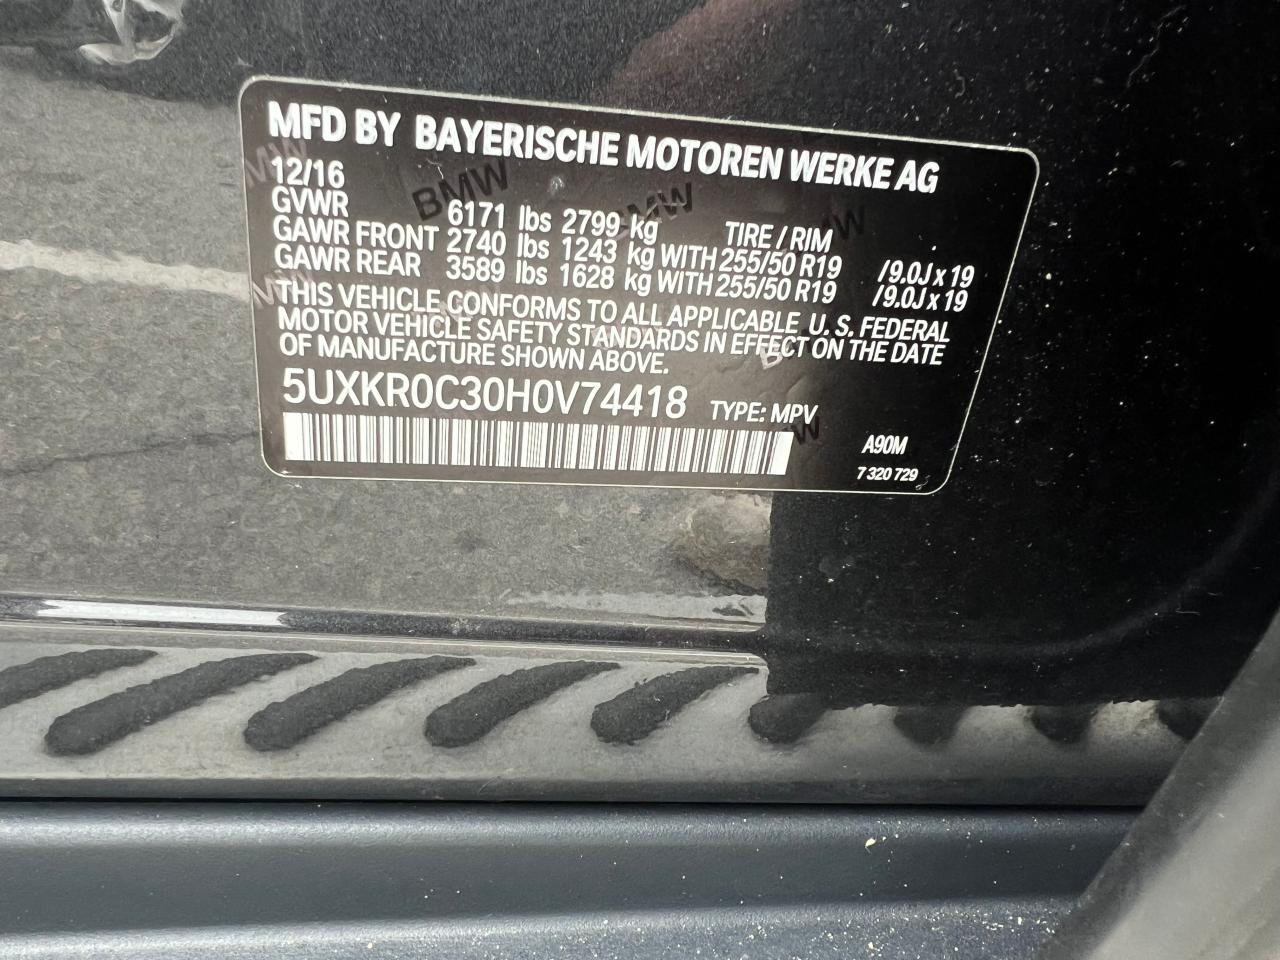 MFD BY BAYERISCHE MOTOREN WERKE AG
12/16
GVWR 6171 lbs 2799 kg TIRE / RIM
GAWR FRONT 2740 lbs 1243 kg WITH 255/50 R19 /9.0J x 19
GAWR REAR 3589 lbs 1628 kg WITH 255/50 R19 /9.0J x 19
THIS VEHICLE CONFORMS TO ALL APPLICABLE U. S. FEDERAL
MOTOR VEHICLE SAFETY STANDARDS IN EFFECT ON THE DATE
OF MANUFACTURE SHOWN ABOVE.
5UXKR0C30H0V74418 TYPE: MPV
A90M
7 320 729
BMW
BMW
BMW